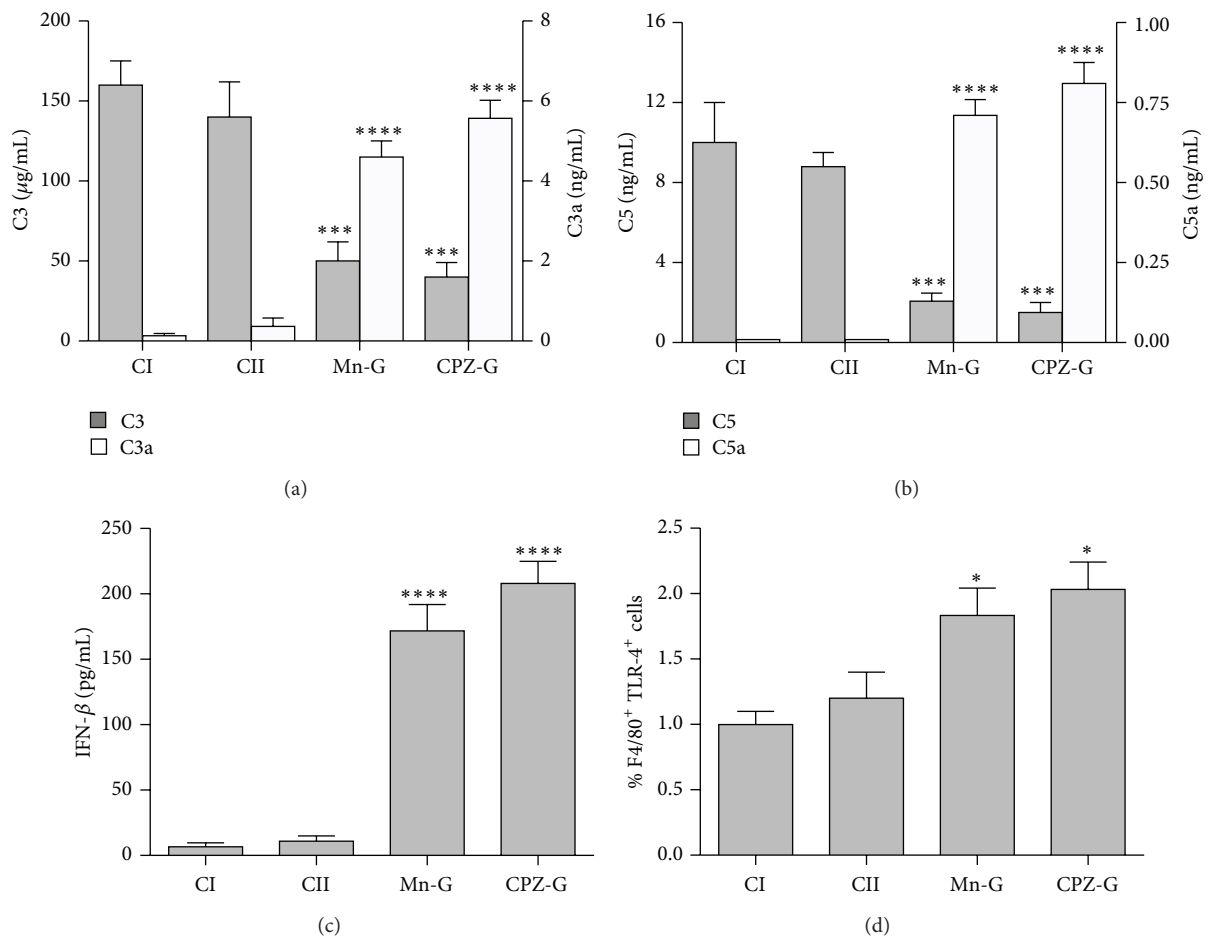 200
150
100
50
0
C3 (μg/mL)
8
6
4
2
0
C3a (ng/mL)
***
****
***
****
CI CII Mn-G CPZ-G
C3
C3a
(a)
16
12
8
4
0
C5 (ng/mL)
1.00
0.75
0.50
0.25
0.00
C5a (ng/mL)
***
****
***
****
CI CII Mn-G CPZ-G
C5
C5a
(b)
250
200
150
100
50
0
IFN-β (pg/mL)
****
****
CI CII Mn-G CPZ-G
(c)
2.5
2.0
1.5
1.0
0.5
0.0
% F4/80⁺ TLR-4⁺ cells
*
*
CI CII Mn-G CPZ-G
(d)